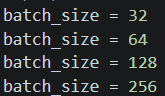 batch_size = 32
batch_size = 64
batch_size = 128
batch_size = 256